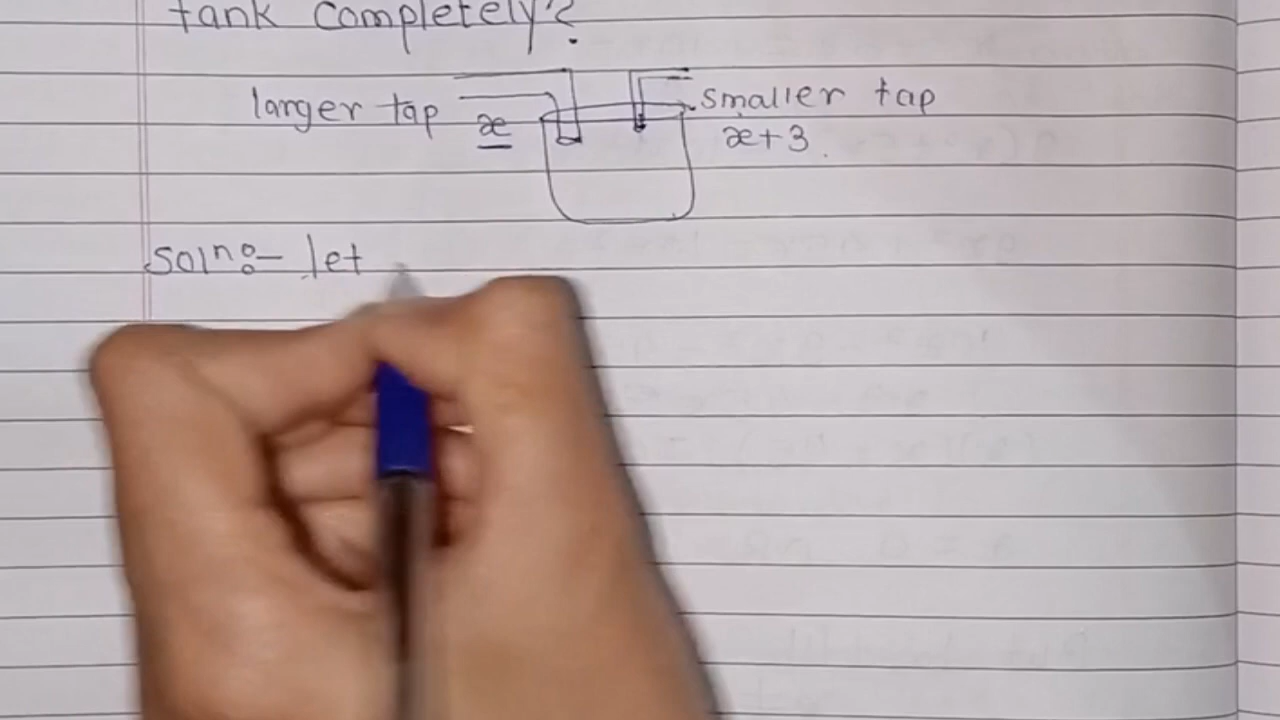 tank completely?
larger tap x smaller tap
x+3
Soln:- let